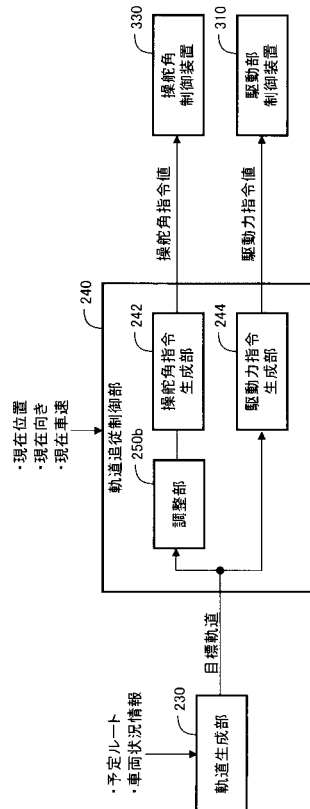 ・予定ルート
・車両状況情報
230
軌道生成部
目標軌道
・現在位置
・現在向き
・現在車速
240
軌道追従制御部
250b
調整部
242
操舵角指令
生成部
244
駆動力指令
生成部
操舵角指令値
駆動力指令値
330
操舵角
制御装置
310
駆動部
制御装置